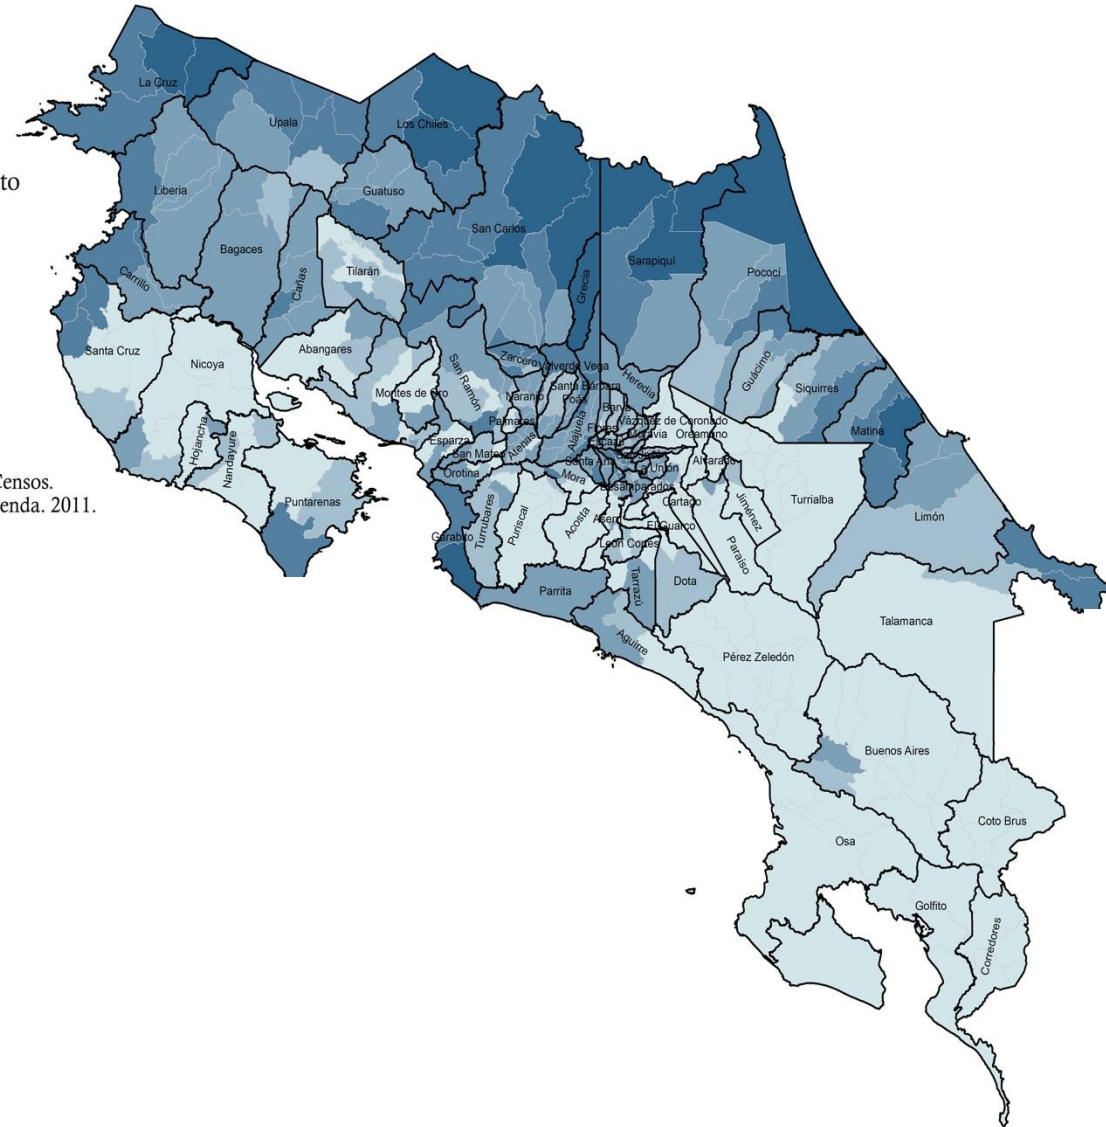 La Cruz
Los Chiles
Upala
to
Liberia
Guatuso
San Carlos
Bagaces
Sarapiquí
Tilarán
Pococí
Carrillo
Cañas
Grecia
Santa Cruz
Nicoya
Abangares
Zarcero
Valverde Vega
Guácimo
San Ramón
Heredia
Santa Bárbara
Siquirres
Montes de Oro
Naranjo
Poás
Barva
Palmares
Vázquez de Coronado
Flores
Matina
Alajuela
Moravia
Oreamuno
Esparza
Atenas
Hojancha
San Mateo
Santa Ana
La Unión
Alvarado
Nandayure
Orotina
Mora
Desamparados
Censos.
enda. 2011.
Puntarenas
Cartago
Turrialba
Jiménez
Turrubares
Puriscal
Acosta
Aserrí
El Guarco
Limón
Garabito
León Cortés
Paraíso
Parrita
Tarrazú
Dota
Talamanca
Aguirre
Pérez Zeledón
Buenos Aires
Coto Brus
Osa
Golfito
Corredores